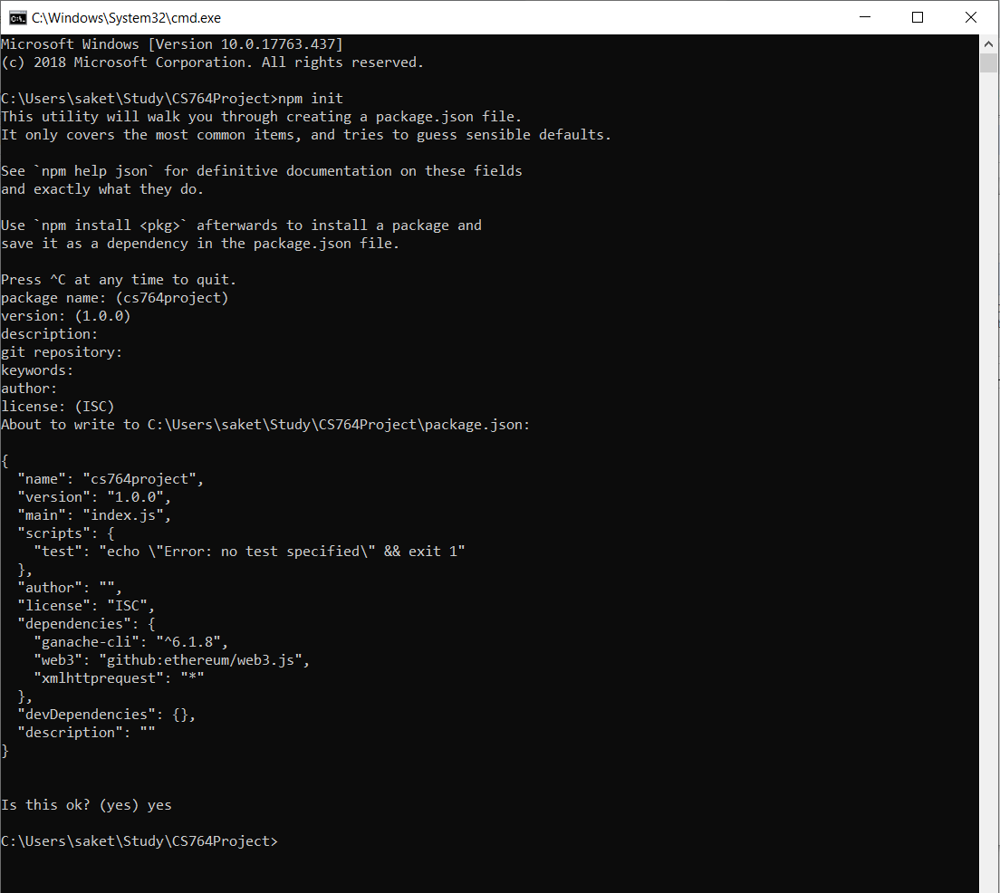 C:\Windows\System32\cmd.exe
Microsoft Windows [Version 10.0.17763.437]
(c) 2018 Microsoft Corporation. All rights reserved.

C:\Users\saket\Study\CS764Project>npm init
This utility will walk you through creating a package.json file.
It only covers the most common items, and tries to guess sensible defaults.

See `npm help json` for definitive documentation on these fields
and exactly what they do.

Use `npm install <pkg>` afterwards to install a package and
save it as a dependency in the package.json file.

Press ^C at any time to quit.
package name: (cs764project)
version: (1.0.0)
description:
git repository:
keywords:
author:
license: (ISC)
About to write to C:\Users\saket\Study\CS764Project\package.json:

{
  "name": "cs764project",
  "version": "1.0.0",
  "main": "index.js",
  "scripts": {
    "test": "echo \"Error: no test specified\" && exit 1"
  },
  "author": "",
  "license": "ISC",
  "dependencies": {
    "ganache-cli": "^6.1.8",
    "web3": "github:ethereum/web3.js",
    "xmlhttprequest": "*"
  },
  "devDependencies": {},
  "description": ""
}

Is this ok? (yes) yes

C:\Users\saket\Study\CS764Project>